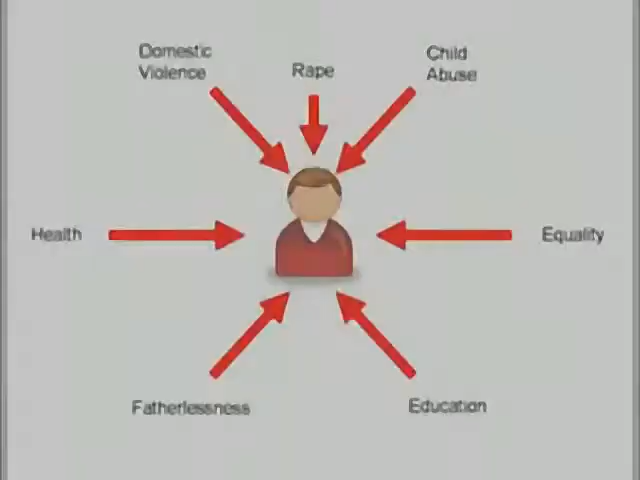 Domestic
Violence
Rape
Child
Abuse
Health
Equality
Fatherlessness
Education